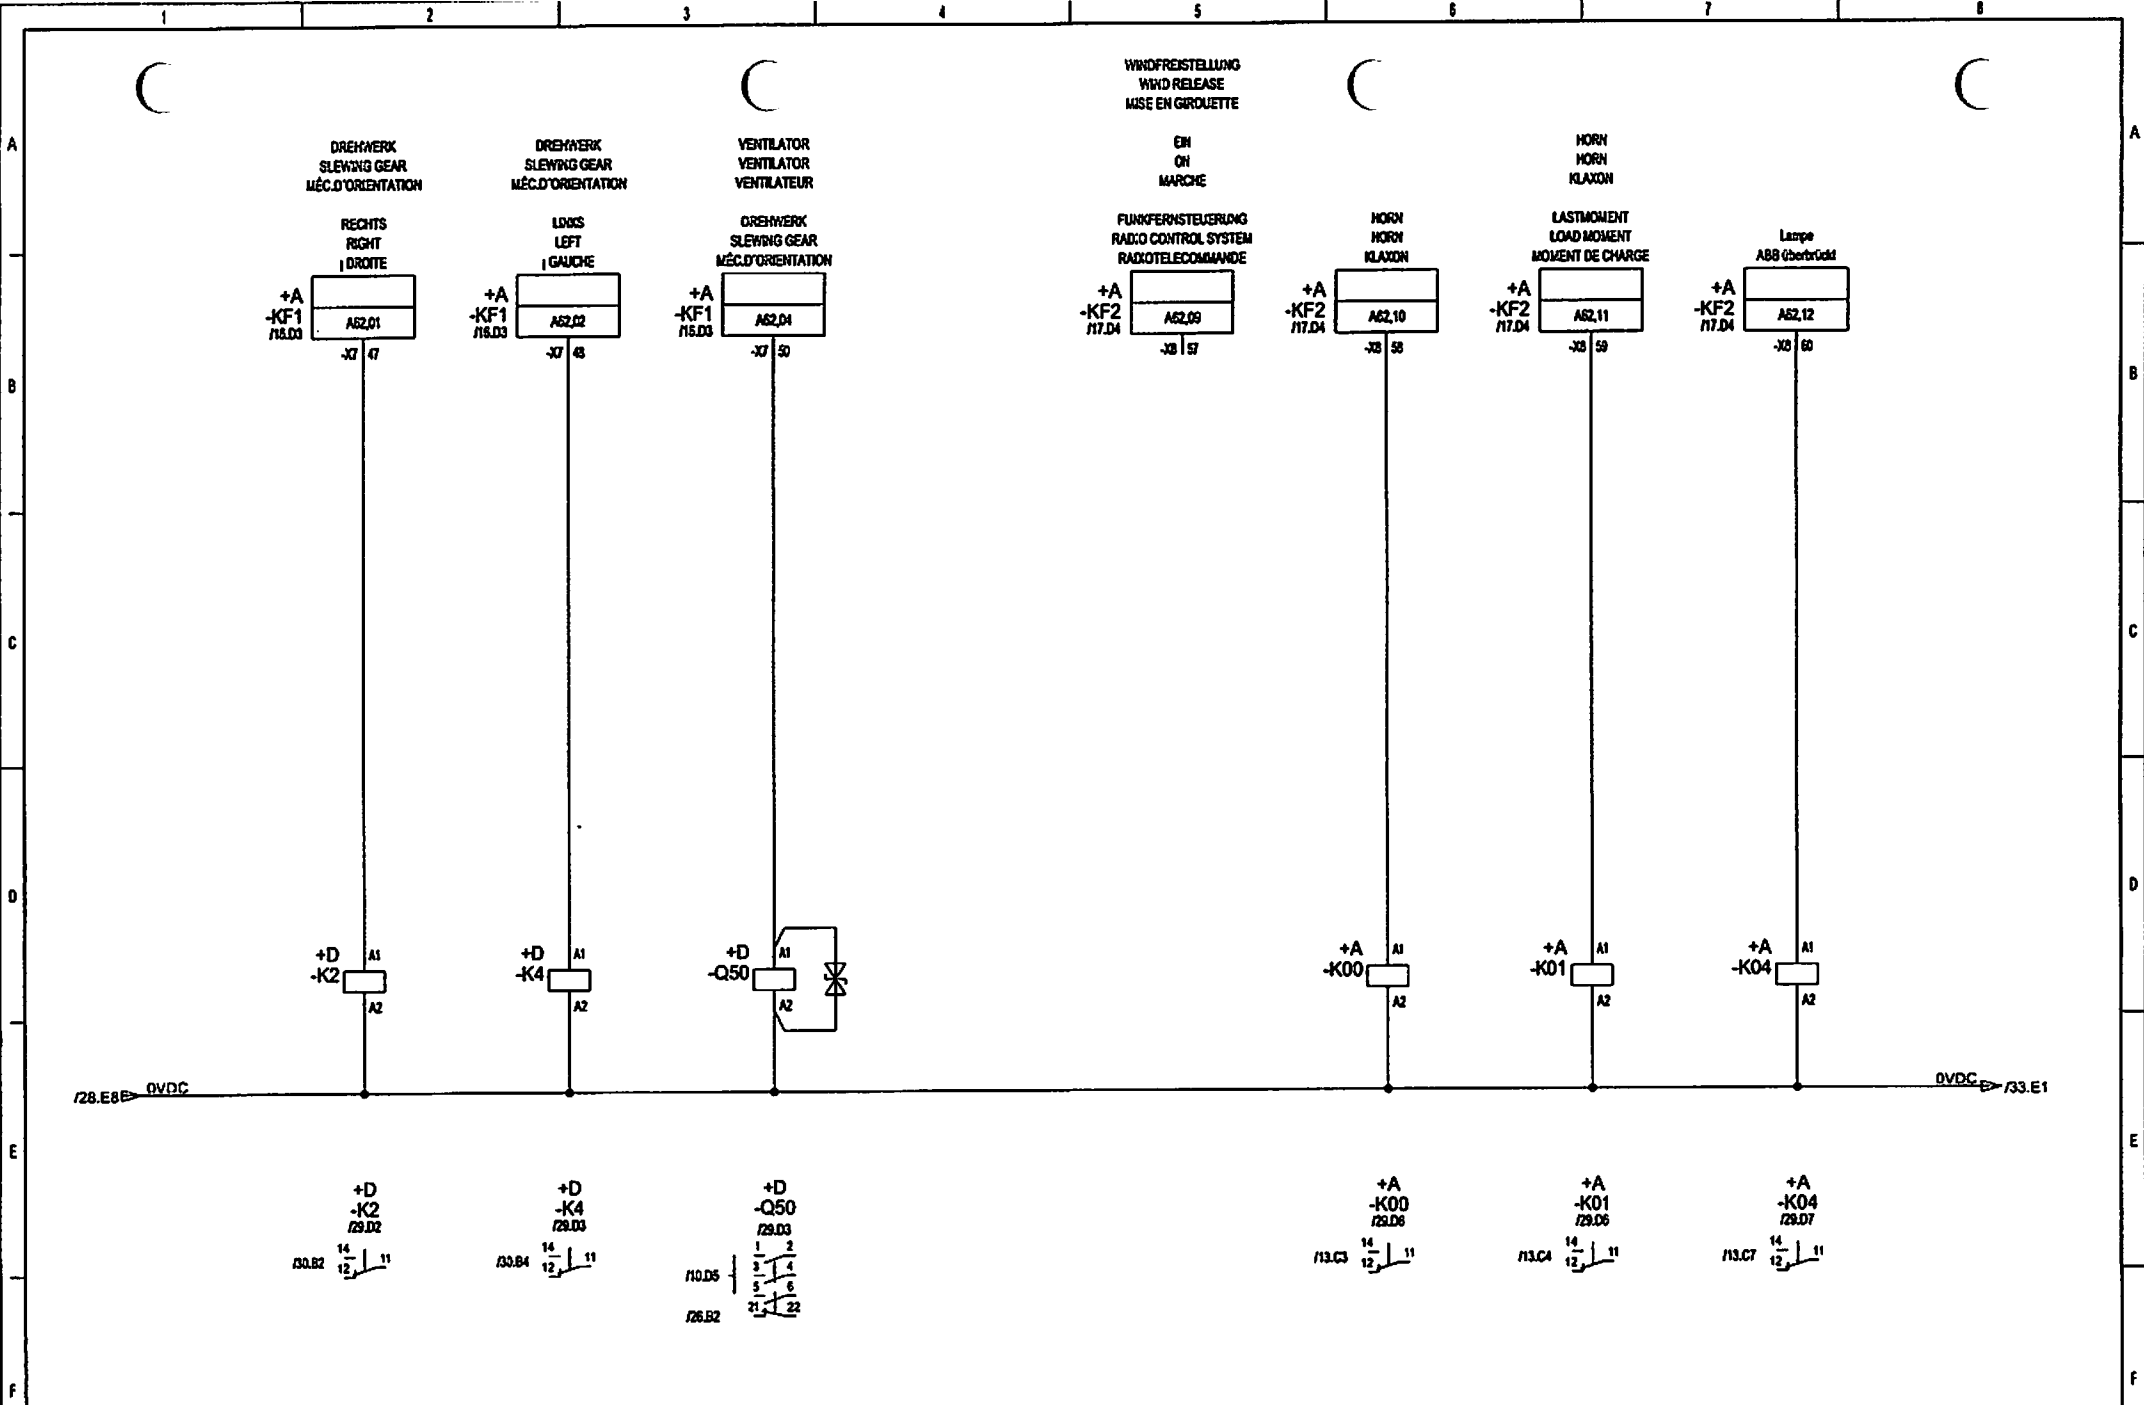 1 2 3 4 5 6 7 8
A A
B B
C C
D D
E E
F F
DREHWERK
SLEWING GEAR
MÉC.D'ORIENTATION
RECHTS
RIGHT
DROITE
+A
-KF1
/15.D3
A62,01
-X7 47
DREHWERK
SLEWING GEAR
MÉC.D'ORIENTATION
LINKS
LEFT
GAUCHE
+A
-KF1
/15.D3
A62,02
-X7 48
VENTILATOR
VENTILATOR
VENTILATEUR
DREHWERK
SLEWING GEAR
MÉC.D'ORIENTATION
+A
-KF1
/15.D3
A62,04
-X7 50
WINDFREISTELLUNG
WIND RELEASE
MISE EN GIROUETTE
EIN
ON
MARCHE
FUNKFERNSTEUERUNG
RADIO CONTROL SYSTEM
RADIOTELECOMMANDE
+A
-KF2
/17.D4
A62,09
-X8 57
HORN
HORN
KLAXON
+A
-KF2
/17.D4
A62,10
-X8 58
HORN
HORN
KLAXON
LASTMOMENT
LOAD MOMENT
MOMENT DE CHARGE
+A
-KF2
/17.D4
A62,11
-X8 59
Lampe
ABB überbrückt
+A
-KF2
/17.D4
A62,12
-X8 60
+D
-K2
A1
A2
+D
-K4
A1
A2
+D
-Q50
A1
A2
+A
-K00
A1
A2
+A
-K01
A1
A2
+A
-K04
A1
A2
/28.E8 0VDC
0VDC /33.E1
+D
-K2
/29.D2
/30.B2 14 12 11
+D
-K4
/29.D3
/30.B4 14 12 11
+D
-Q50
/29.D3
1 2
3 4
/10.D5
5 6
21 22
/26.B2
+A
-K00
/29.D6
/13.C3 14 12 11
+A
-K01
/29.D6
/13.C4 14 12 11
+A
-K04
/29.D7
/13.C7 14 12 11